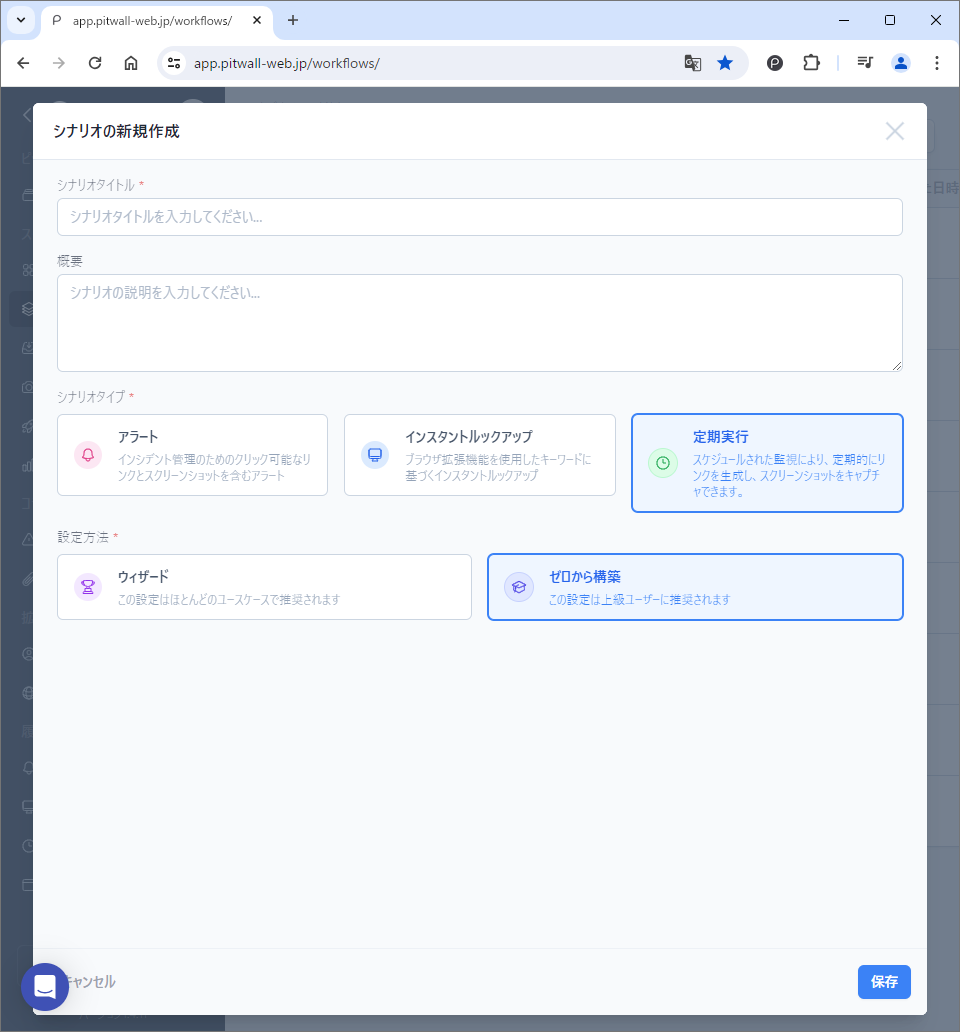 app.pitwall-web.jp/workflows/
app.pitwall-web.jp/workflows/
シナリオの新規作成
日時
シナリオタイトル *
シナリオタイトルを入力してください...
概要
シナリオの説明を入力してください...
シナリオタイプ *
アラート
インシデント管理のためのクリック可能なリ
ンクとスクリーンショットを含むアラート
インスタントルックアップ
ブラウザ拡張機能を使用したキーワードに
基づくインスタントルックアップ
定期実行
スケジュールされた監視により、定期的にリ
ンクを生成し、スクリーンショットをキャプチ
ャできます。
設定方法 *
ウィザード
この設定はほとんどのユースケースで推奨されます
ゼロから構築
この設定は上級ユーザーに推奨されます
キャンセル
保存